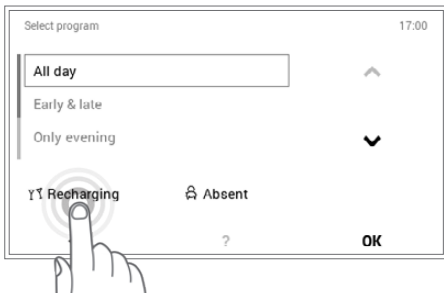 Select program 17:00
All day
Early & late
Only evening
Recharging Absent
? OK